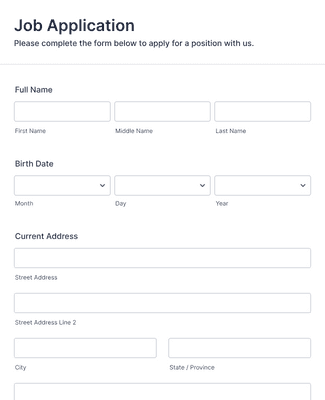 Job Application
Please complete the form below to apply for a position with us.
Full Name
First Name Middle Name Last Name
Birth Date
Month Day Year
Current Address
Street Address
Street Address Line 2
City State / Province